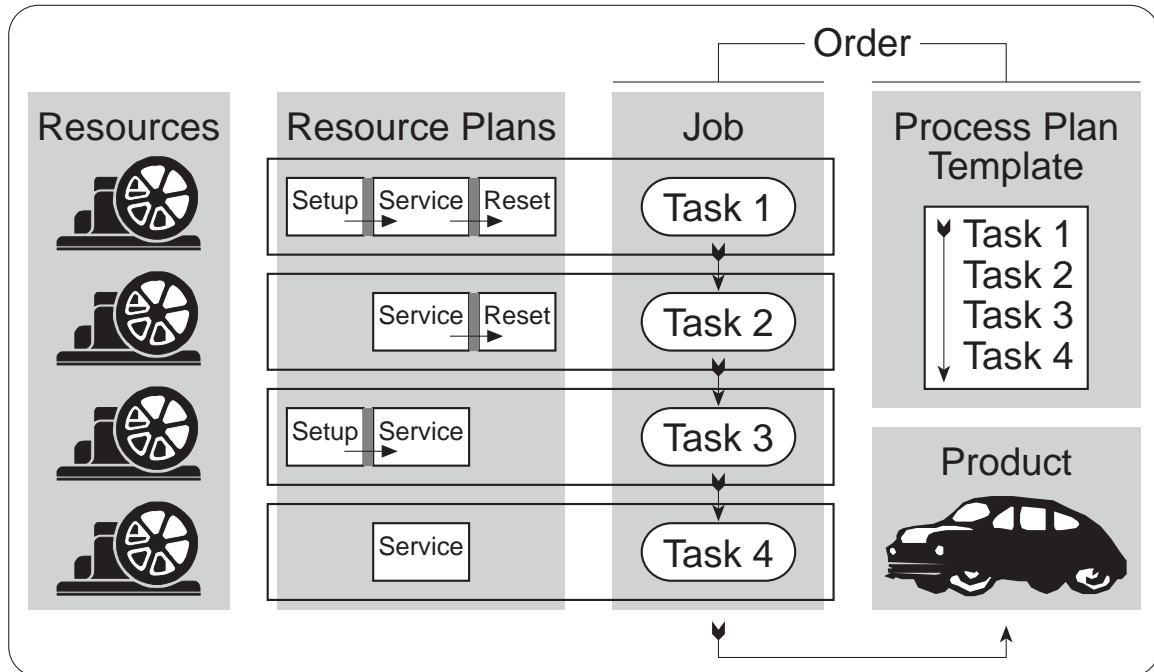 Order
Resources
Resource Plans
Job
Process Plan
Template
Setup Service Reset
Task 1
Service Reset
Task 2
Setup Service
Task 3
Service
Task 4
Task 1
Task 2
Task 3
Task 4
Product